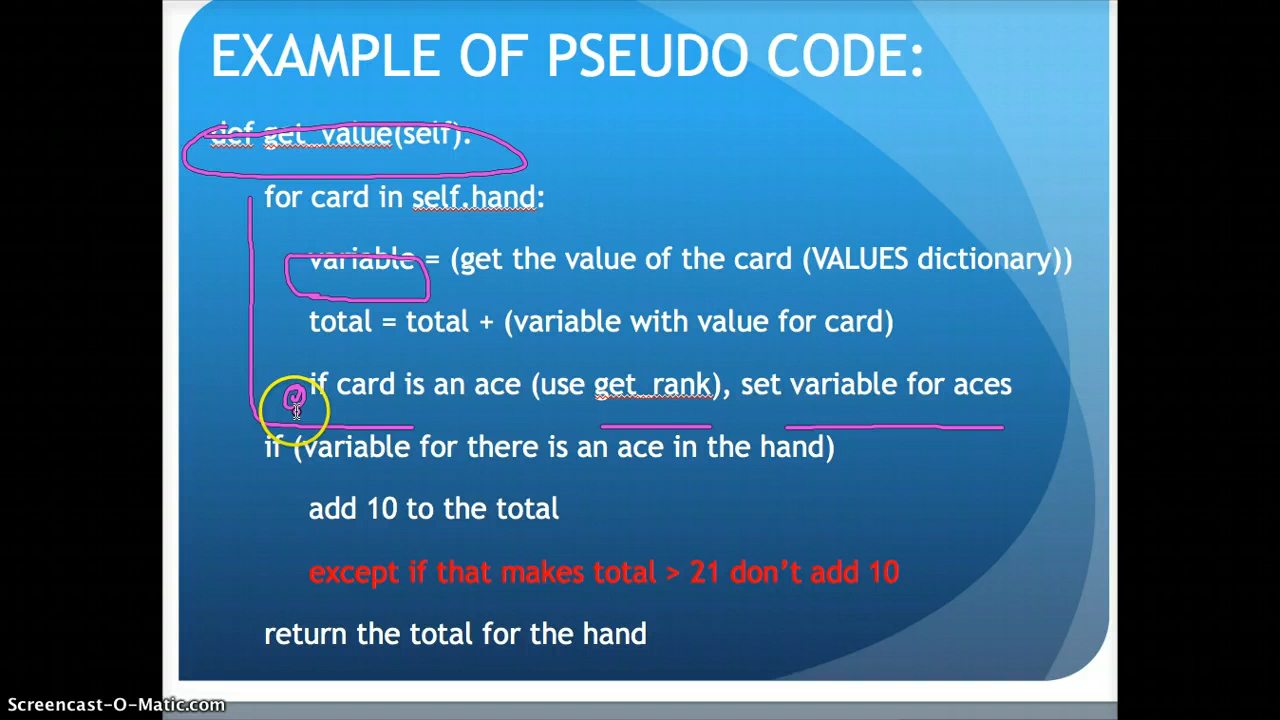 EXAMPLE OF PSEUDO CODE:
def get_value(self):
for card in self.hand:
variable = (get the value of the card (VALUES dictionary))
total = total + (variable with value for card)
if card is an ace (use get_rank), set variable for aces
if (variable for there is an ace in the hand)
add 10 to the total
except if that makes total > 21 don’t add 10
return the total for the hand
Screencast-O-Matic.com